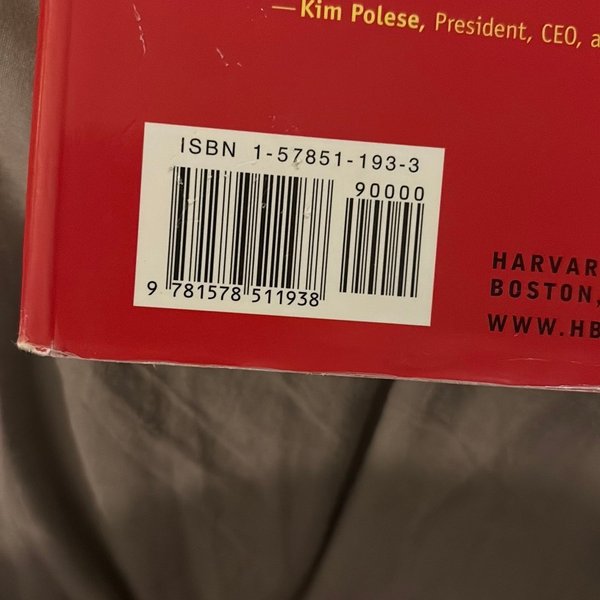 —Kim Polese, President, CEO, a
ISBN 1-57851-193-3
90000
9 781578 511938
HARVAR
BOSTON,
WWW.HB